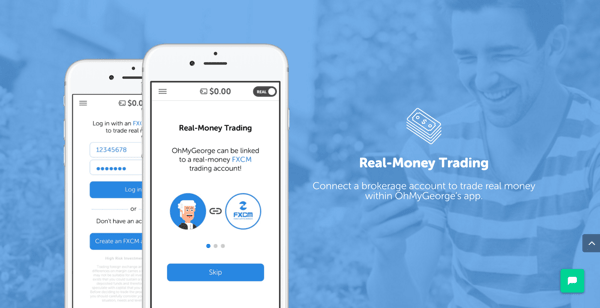 $0.00
Log in with an FX
to trade real m
12345678
Log in
or
Don't have an ac
Create an FXCM
$0.00
REAL
Real-Money Trading
OhMyGeorge can be linked
to a real-money FXCM
trading account!
FXCM
Skip
Real-Money Trading
Connect a brokerage account to trade real money
within OhMyGeorge's app